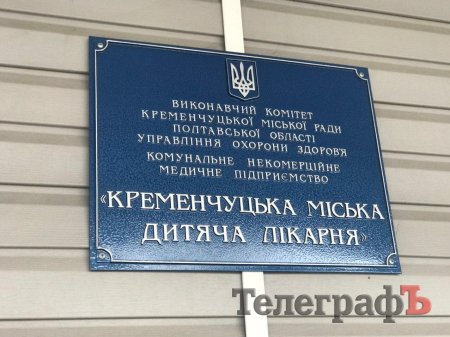 ВИКОНАВЧИЙ КОМІТЕТ
КРЕМЕНЧУЦЬКОЇ МІСЬКОЇ РАДИ
ПОЛТАВСЬКОЇ ОБЛАСТІ
УПРАВЛІННЯ ОХОРОНИ ЗДОРОВ'Я
КОМУНАЛЬНЕ НЕКОМЕРЦІЙНЕ
МЕДИЧНЕ ПІДПРИЄМСТВО
«КРЕМЕНЧУЦЬКА МІСЬКА
ДИТЯЧА ЛІКАРНЯ»
ТелеграфЪ